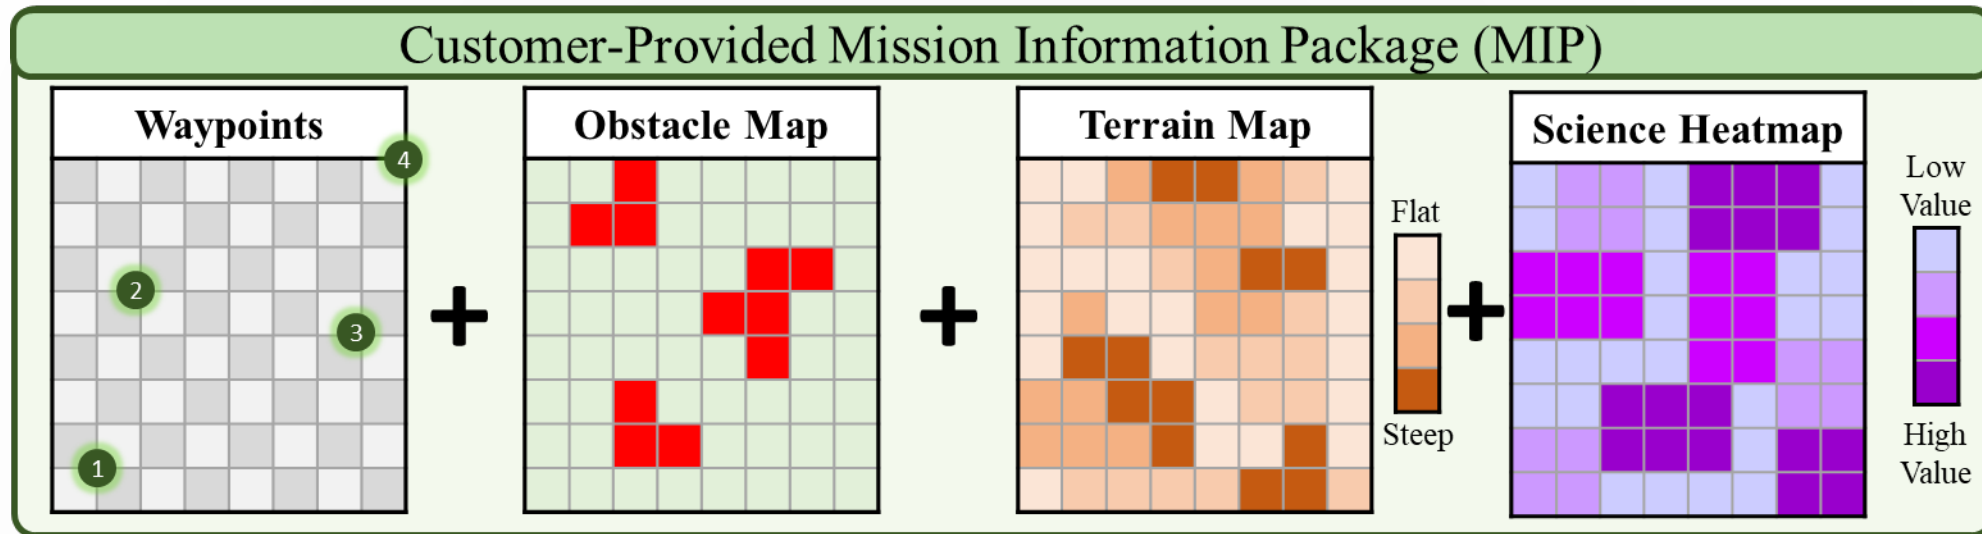 Customer-Provided Mission Information Package (MIP)
Waypoints
4
2
3
1
Obstacle Map
Terrain Map
Flat
Steep
Science Heatmap
Low
Value
High
Value